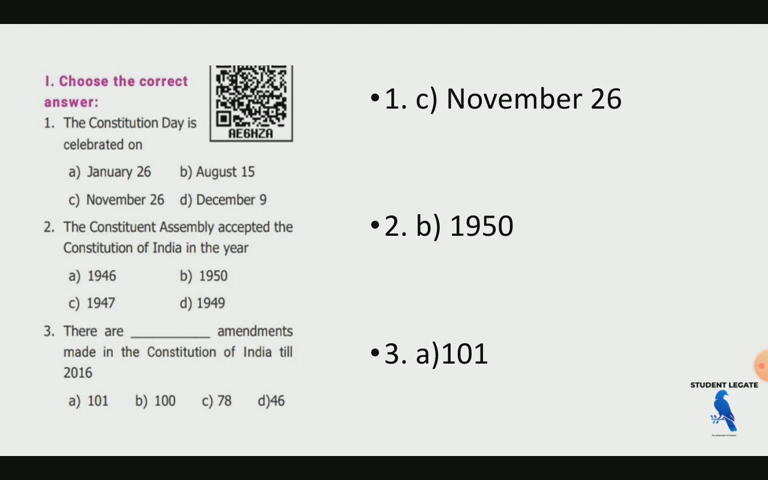 I. Choose the correct
answer:
AE6HZA
1. The Constitution Day is
celebrated on
a) January 26 b) August 15
c) November 26 d) December 9
2. The Constituent Assembly accepted the
Constitution of India in the year
a) 1946 b) 1950
c) 1947 d) 1949
3. There are __________ amendments
made in the Constitution of India till
2016
a) 101 b) 100 c) 78 d)46
•1. c) November 26
•2. b) 1950
•3. a)101
STUDENT LEGATE